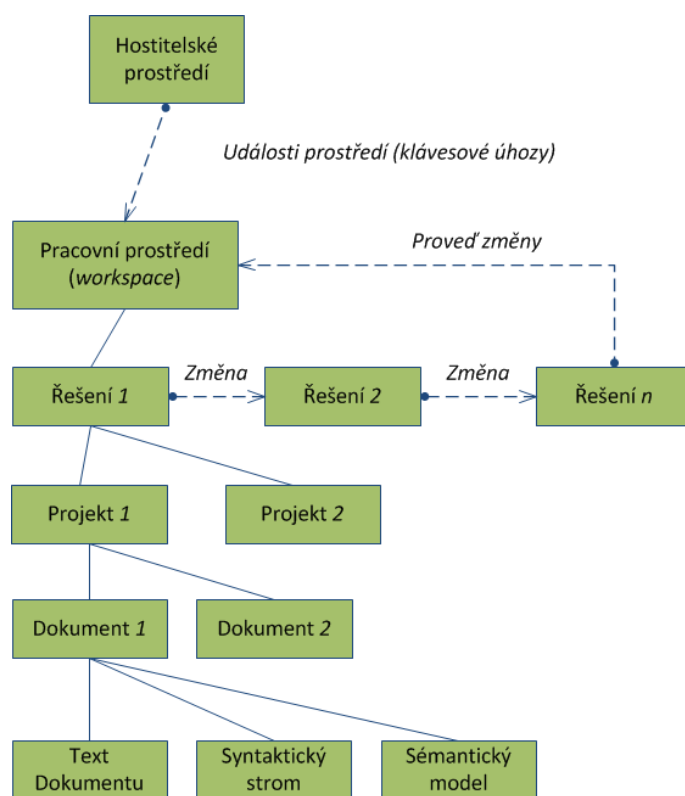 Hostitelské
prostředí
Události prostředí (klávesové úhozy)
Pracovní prostředí
(workspace)
Proveď změny
Změna
Změna
Řešení 1
Řešení 2
Řešení n
Projekt 1
Projekt 2
Dokument 1
Dokument 2
Text
Dokumentu
Syntaktický
strom
Sémantický
model